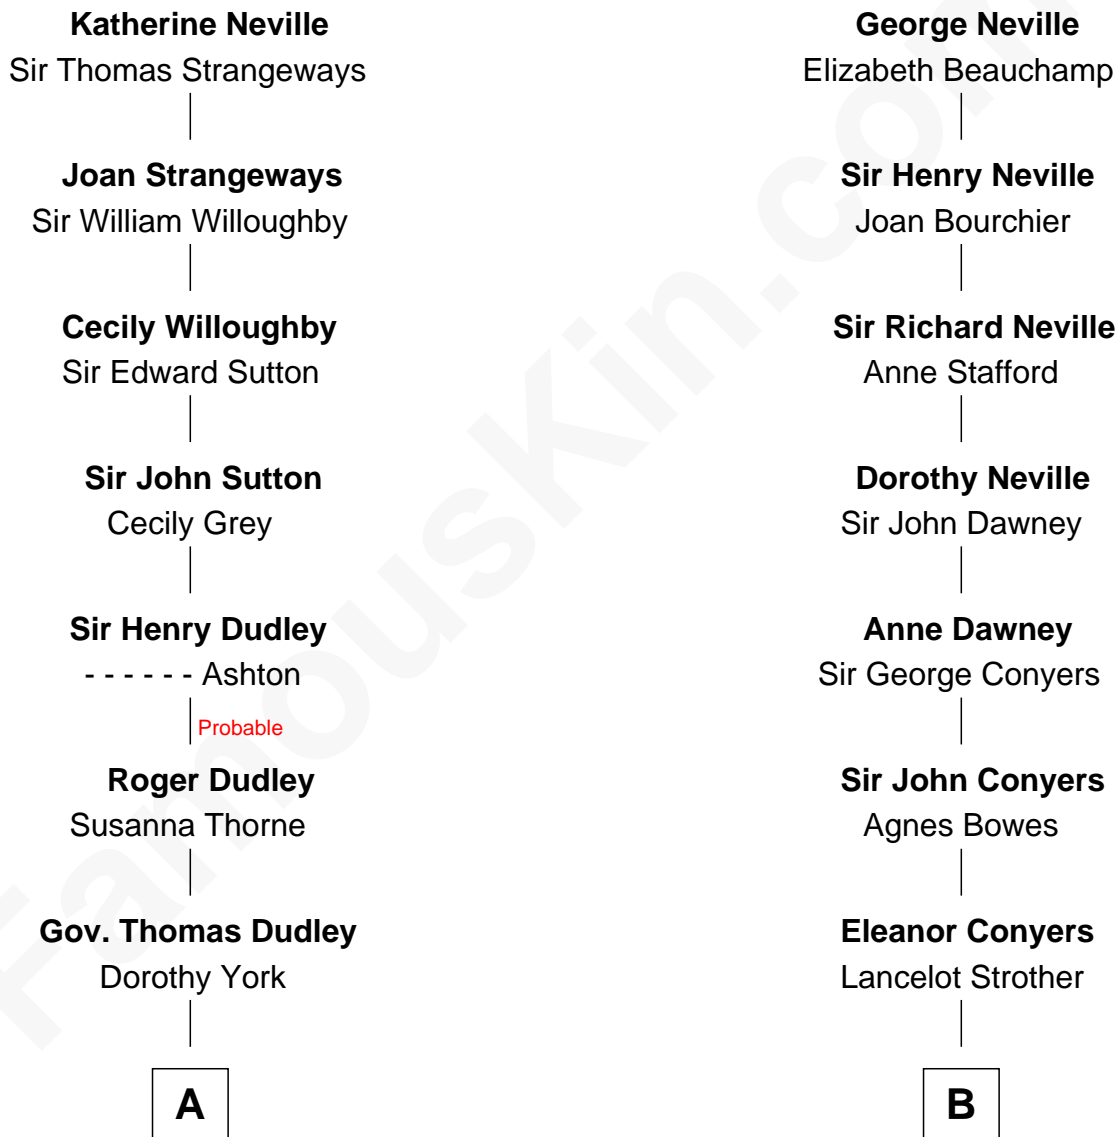 Katherine Neville
Sir Thomas Strangeways
Joan Strangeways
Sir William Willoughby
Cecily Willoughby
Sir Edward Sutton
Sir John Sutton
Cecily Grey
Sir Henry Dudley
- - - - - - Ashton
Probable
Roger Dudley
Susanna Thorne
Gov. Thomas Dudley
Dorothy York
A
George Neville
Elizabeth Beauchamp
Sir Henry Neville
Joan Bourchier
Sir Richard Neville
Anne Stafford
Dorothy Neville
Sir John Dawney
Anne Dawney
Sir George Conyers
Sir John Conyers
Agnes Bowes
Eleanor Conyers
Lancelot Strother
B
FamousKin.com